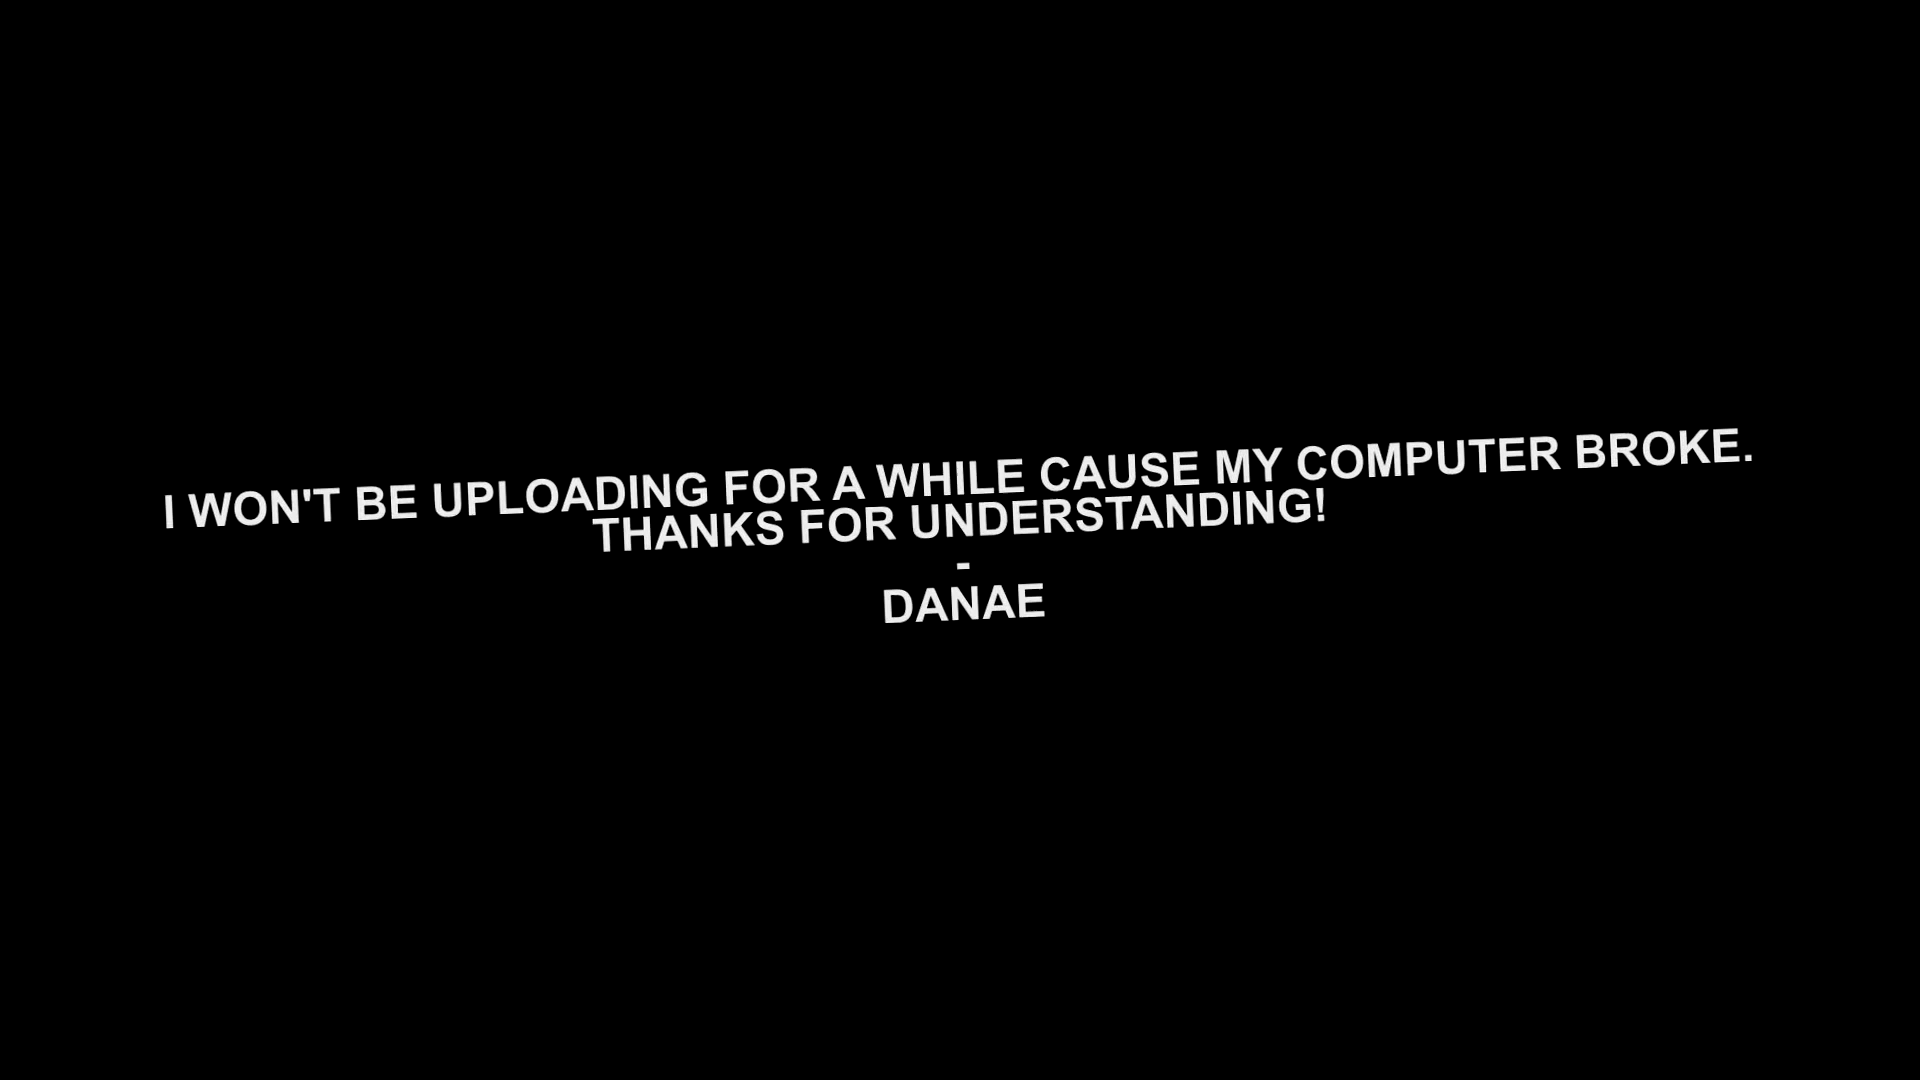 I WON'T BE UPLOADING FOR A WHILE CAUSE MY COMPUTER BROKE.
THANKS FOR UNDERSTANDING!
-
DANAE